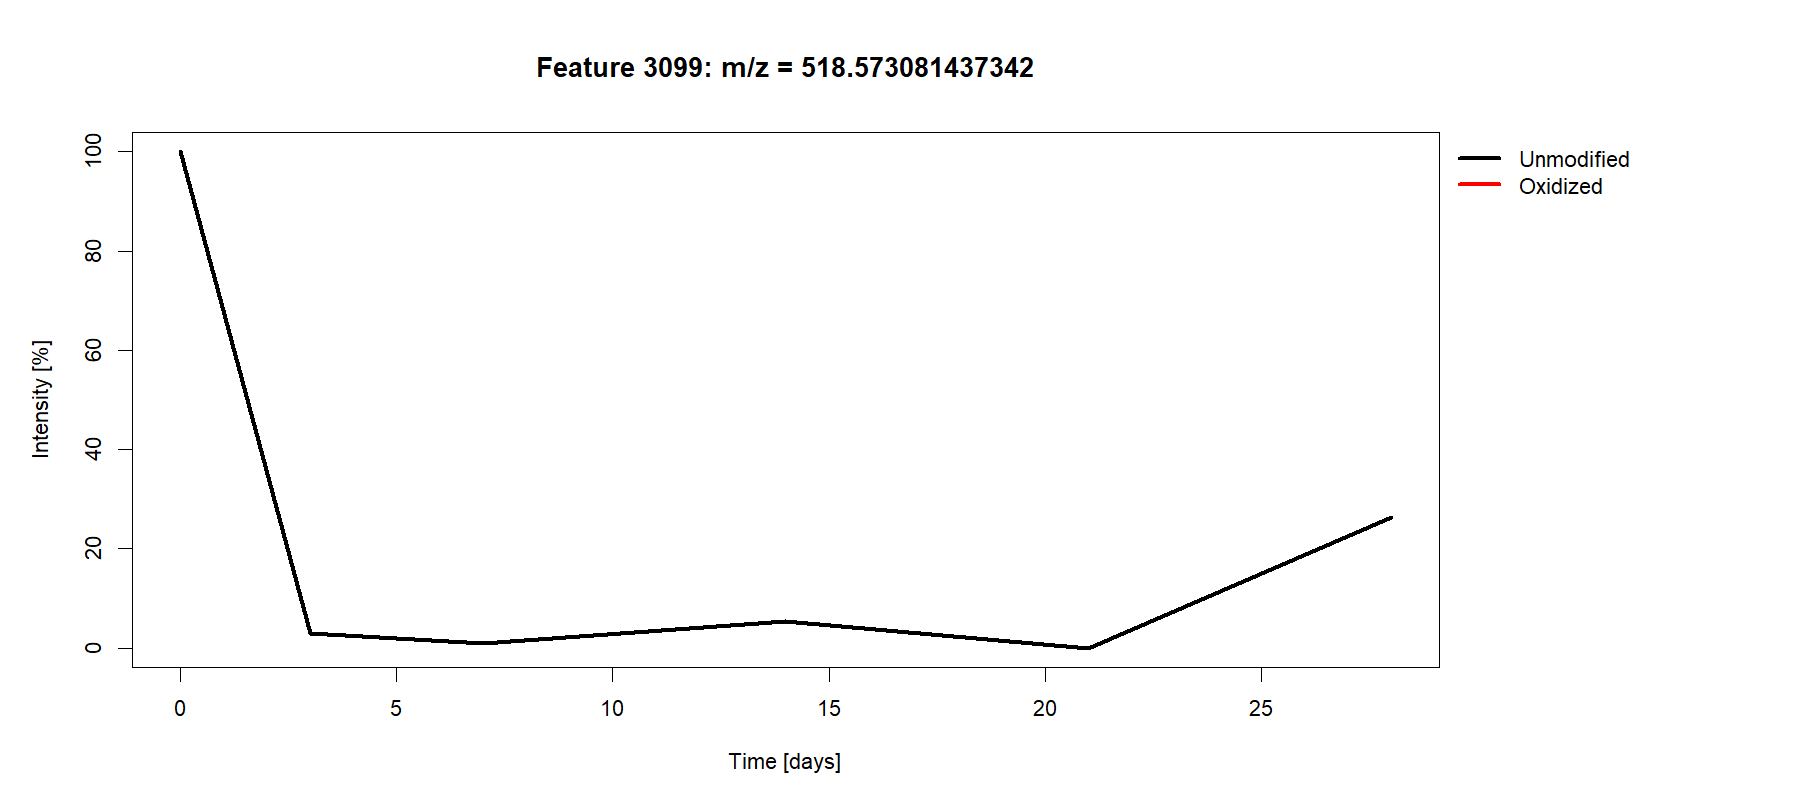 Feature 3099: m/z = 518.573081437342
Unmodified
Oxidized
100
80
60
40
20
0
Intensity [%]
0 5 10 15 20 25
Time [days]